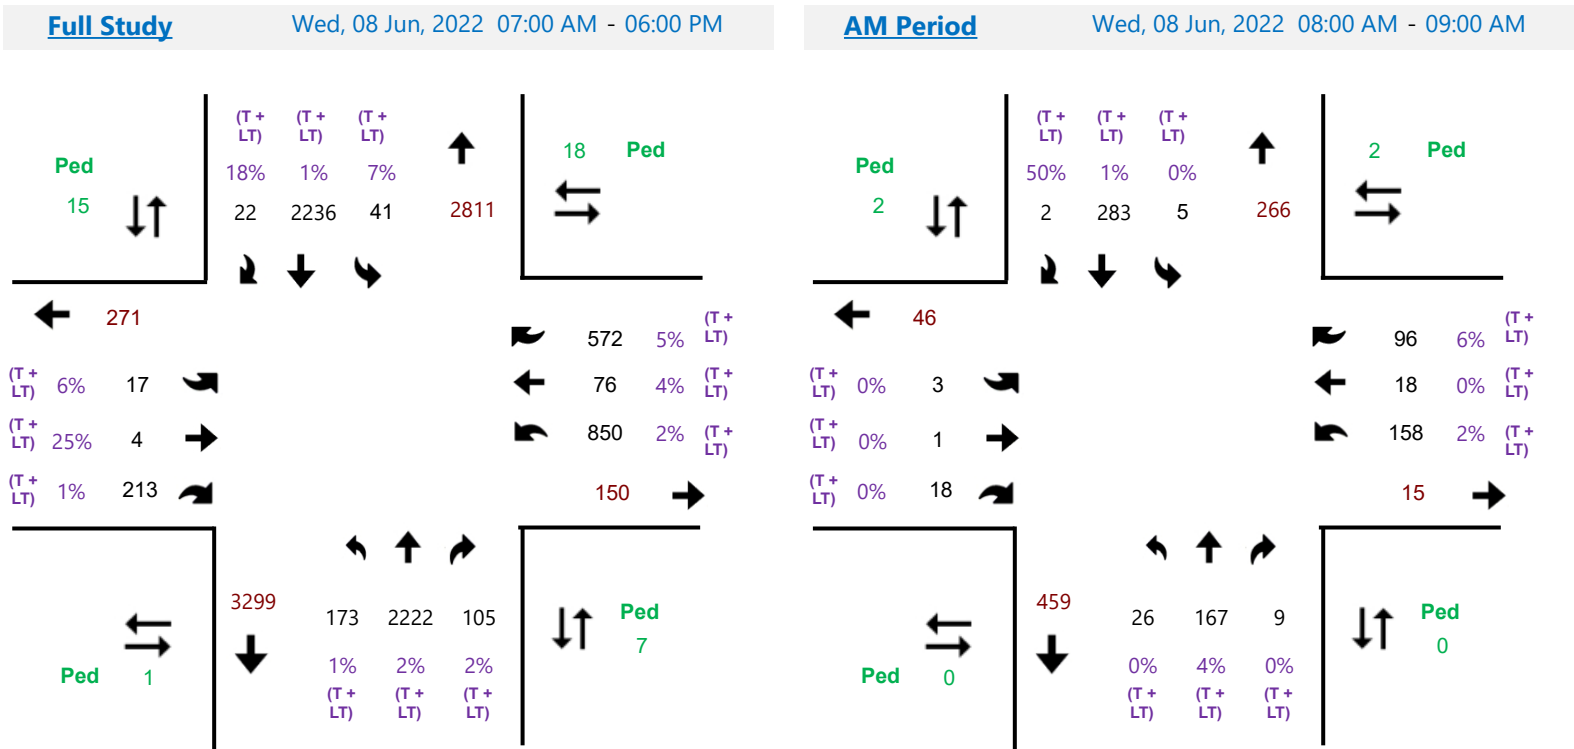 Full Study Wed, 08 Jun, 2022 07:00 AM - 06:00 PM
(T + (T + (T +
LT) LT) LT)
18% 1% 7%
22 2236 41 2811
Ped
15
18 Ped
271
572 5% (T +
LT)
76 4% (T +
LT)
850 2% (T +
LT)
(T +
LT) 6% 17
(T +
LT) 25% 4
(T +
LT) 1% 213
150
3299
173 2222 105
1% 2% 2%
(T + (T + (T +
LT) LT) LT)
Ped
7
Ped 1
AM Period Wed, 08 Jun, 2022 08:00 AM - 09:00 AM
(T + (T + (T +
LT) LT) LT)
50% 1% 0%
2 283 5 266
Ped
2
2 Ped
46
96 6% (T +
LT)
18 0% (T +
LT)
158 2% (T +
LT)
(T +
LT) 0% 3
(T +
LT) 0% 1
(T +
LT) 0% 18
15
459
26 167 9
0% 4% 0%
(T + (T + (T +
LT) LT) LT)
Ped
0
Ped 0